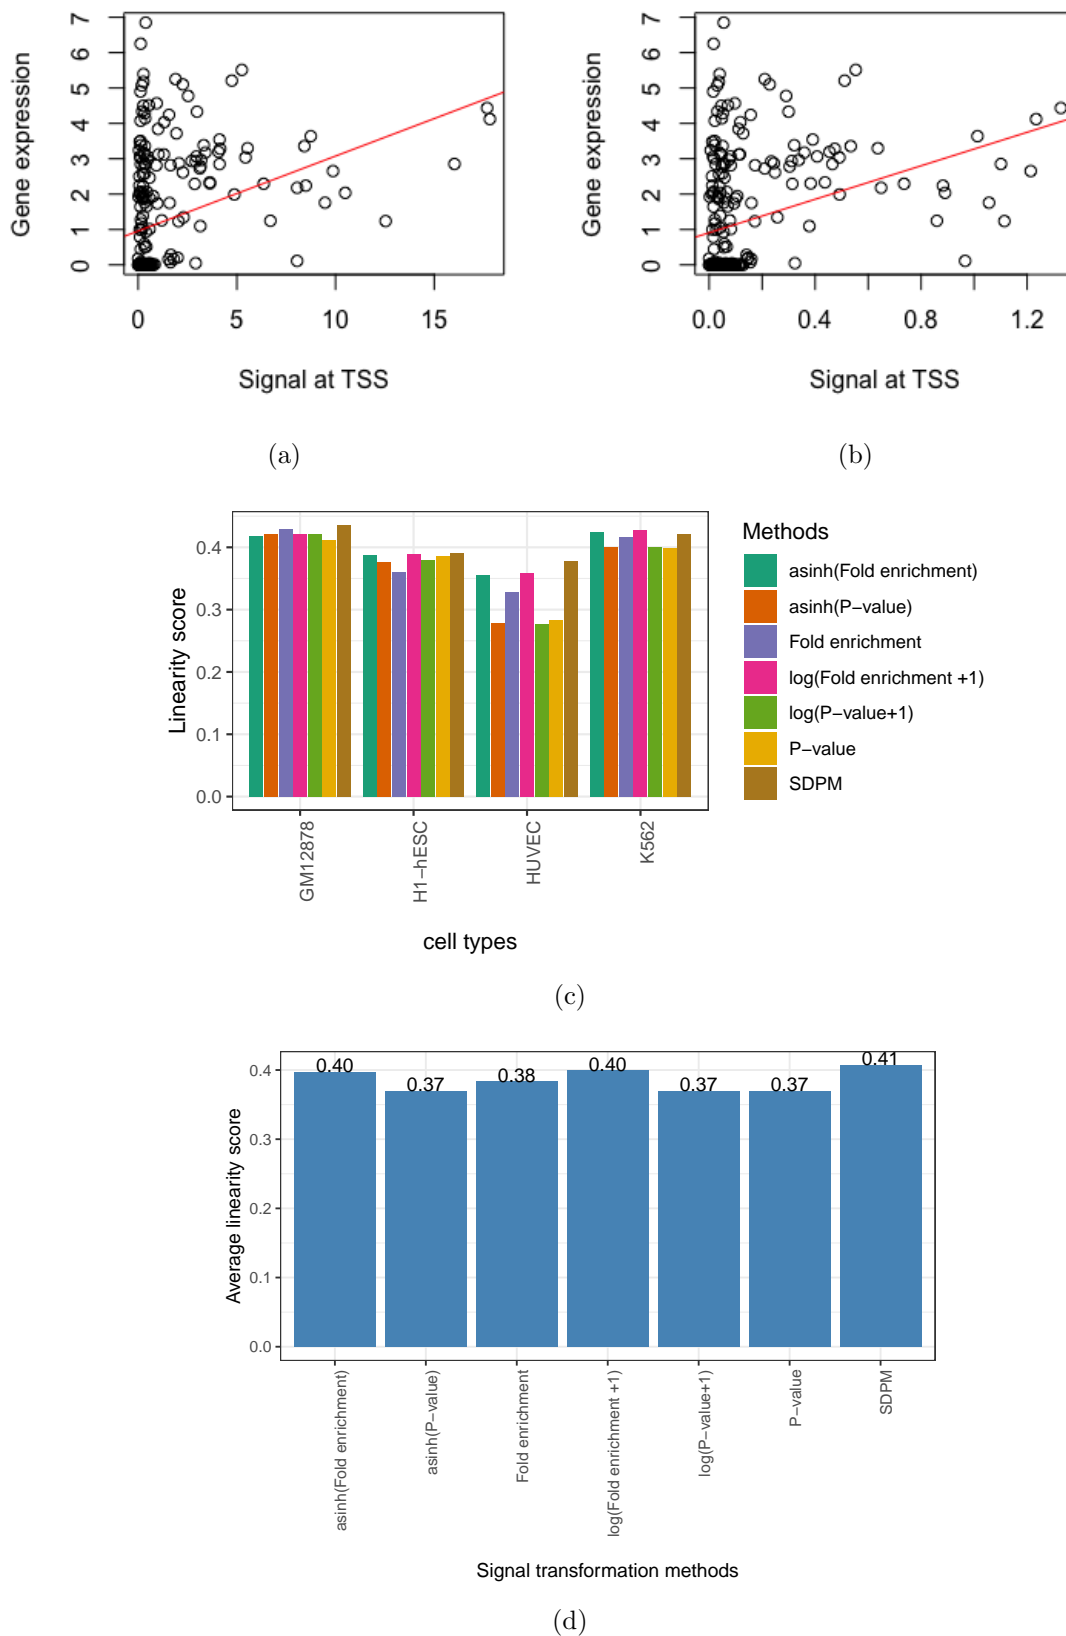 Gene expression
7
6
5
4
3
2
1
0
0 5 10 15
Signal at TSS
(a)
Gene expression
7
6
5
4
3
2
1
0
0.0 0.4 0.8 1.2
Signal at TSS
(b)
Linearity score
0.4
0.3
0.2
0.1
0.0
GM12878
H1−hESC
HUVEC
K562
cell types
Methods
asinh(Fold enrichment)
asinh(P−value)
Fold enrichment
log(Fold enrichment +1)
log(P−value+1)
P−value
SDPM
(c)
Average linearity score
0.4
0.3
0.2
0.1
0.0
0.40 0.37 0.38 0.40 0.37 0.37 0.41
asinh(Fold enrichment)
asinh(P−value)
Fold enrichment
log(Fold enrichment +1)
log(P−value+1)
P−value
SDPM
Signal transformation methods
(d)